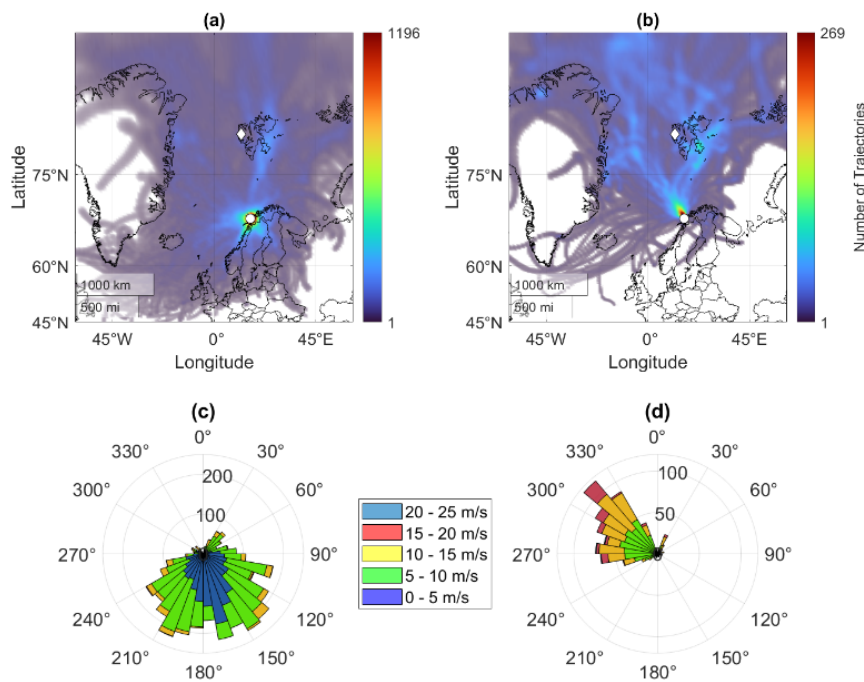 (a)
(b)
1196
269
Latitude
75°N
60°N
45°N
1000 km
500 mi
45°W
0°
45°E
Longitude
1
Latitude
75°N
60°N
45°N
1000 km
500 mi
45°W
0°
45°E
Longitude
1
Number of Trajectories
(c)
0°
30°
60°
90°
120°
150°
180°
210°
240°
270°
300°
330°
200
100
20 - 25 m/s
15 - 20 m/s
10 - 15 m/s
5 - 10 m/s
0 - 5 m/s
(d)
0°
30°
60°
90°
120°
150°
180°
210°
240°
270°
300°
330°
100
50